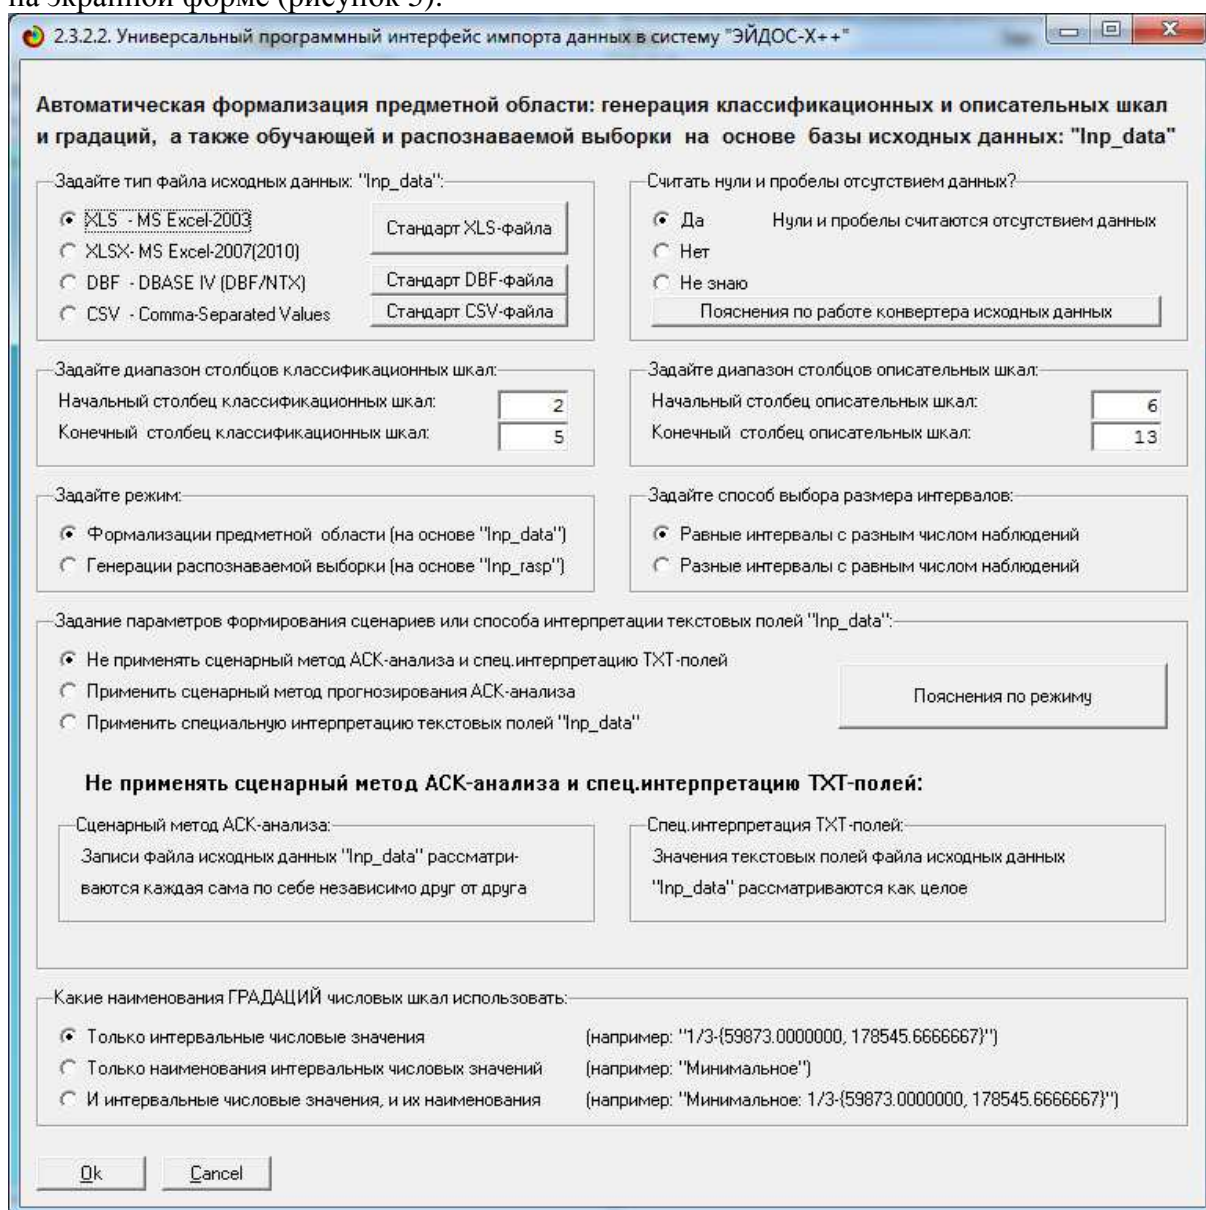 на экранной форме (рисунок 3).
2.3.2.2. Универсальный программный интерфейс импорта данных в систему "ЭЙДОС-X++"
Автоматическая формализация предметной области: генерация классификационных и описательных шкал
и градаций, а также обучающей и распознаваемой выборки на основе базы исходных данных: "Inp_data"
Задайте тип файла исходных данных: "Inp_data":
XLS - MS Excel-2003
XLSX- MS Excel-2007(2010)
DBF - DBASE IV (DBF/NTX)
CSV - Comma-Separated Values
Стандарт XLS-файла
Стандарт DBF-файла
Стандарт CSV-файла
Считать нули и пробелы отсутствием данных?
Да Нули и пробелы считаются отсутствием данных
Нет
Не знаю
Пояснения по работе конвертера исходных данных
Задайте диапазон столбцов классификационных шкал:
Начальный столбец классификационных шкал: 2
Конечный столбец классификационных шкал: 5
Задайте диапазон столбцов описательных шкал:
Начальный столбец описательных шкал: 6
Конечный столбец описательных шкал: 13
Задайте режим:
Формализации предметной области (на основе "Inp_data")
Генерации распознаваемой выборки (на основе "Inp_rasp")
Задайте способ выбора размера интервалов:
Равные интервалы с разным числом наблюдений
Разные интервалы с равным числом наблюдений
Задание параметров формирования сценариев или способа интерпретации текстовых полей "Inp_data":
Не применять сценарный метод АСК-анализа и спец.интерпретацию TXT-полей
Применить сценарный метод прогнозирования АСК-анализа
Применить специальную интерпретацию текстовых полей "Inp_data"
Пояснения по режиму
Не применять сценарный метод АСК-анализа и спец.интерпретацию TXT-полей:
Сценарный метод АСК-анализа:
Записи файла исходных данных "Inp_data" рассматри-
ваются каждая сама по себе независимо друг от друга
Спец.интерпретация TXT-полей:
Значения текстовых полей файла исходных данных
"Inp_data" рассматриваются как целое
Какие наименования ГРАДАЦИЙ числовых шкал использовать:
Только интервальные числовые значения (например: "1/3-{59873.0000000, 178545.6666667}")
Только наименования интервальных числовых значений (например: "Минимальное")
И интервальные числовые значения, и их наименования (например: "Минимальное: 1/3-{59873.0000000, 178545.6666667}")
Ok Cancel